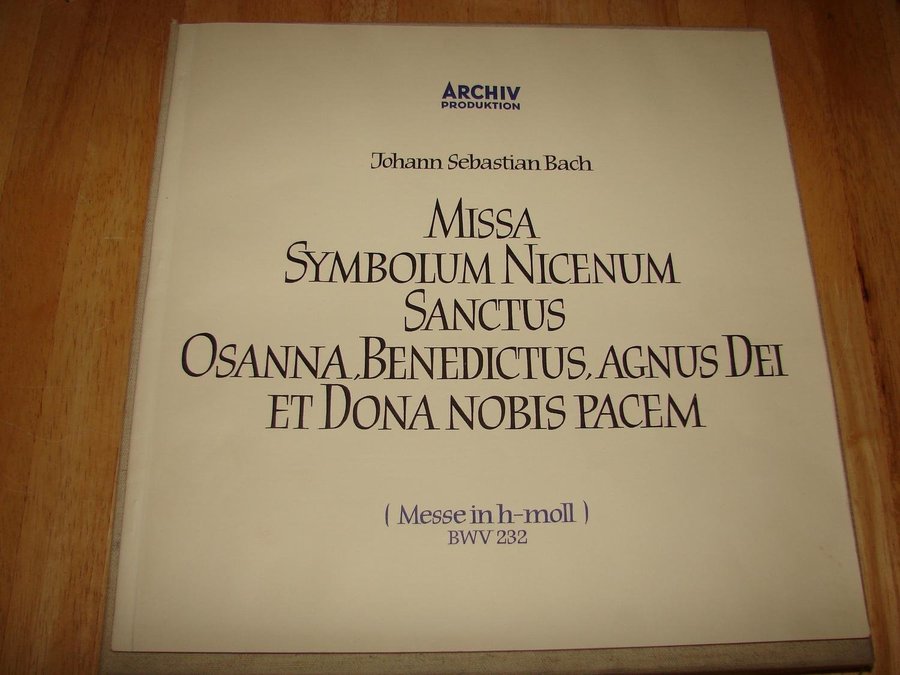 ARCHIV
PRODUKTION
Johann Sebastian Bach
MISSA
SYMBOLUM NICENUM
SANCTUS
OSANNA, BENEDICTUS, AGNUS DEI
ET DONA NOBIS PACEM
( Messe in h-moll )
BWV 232